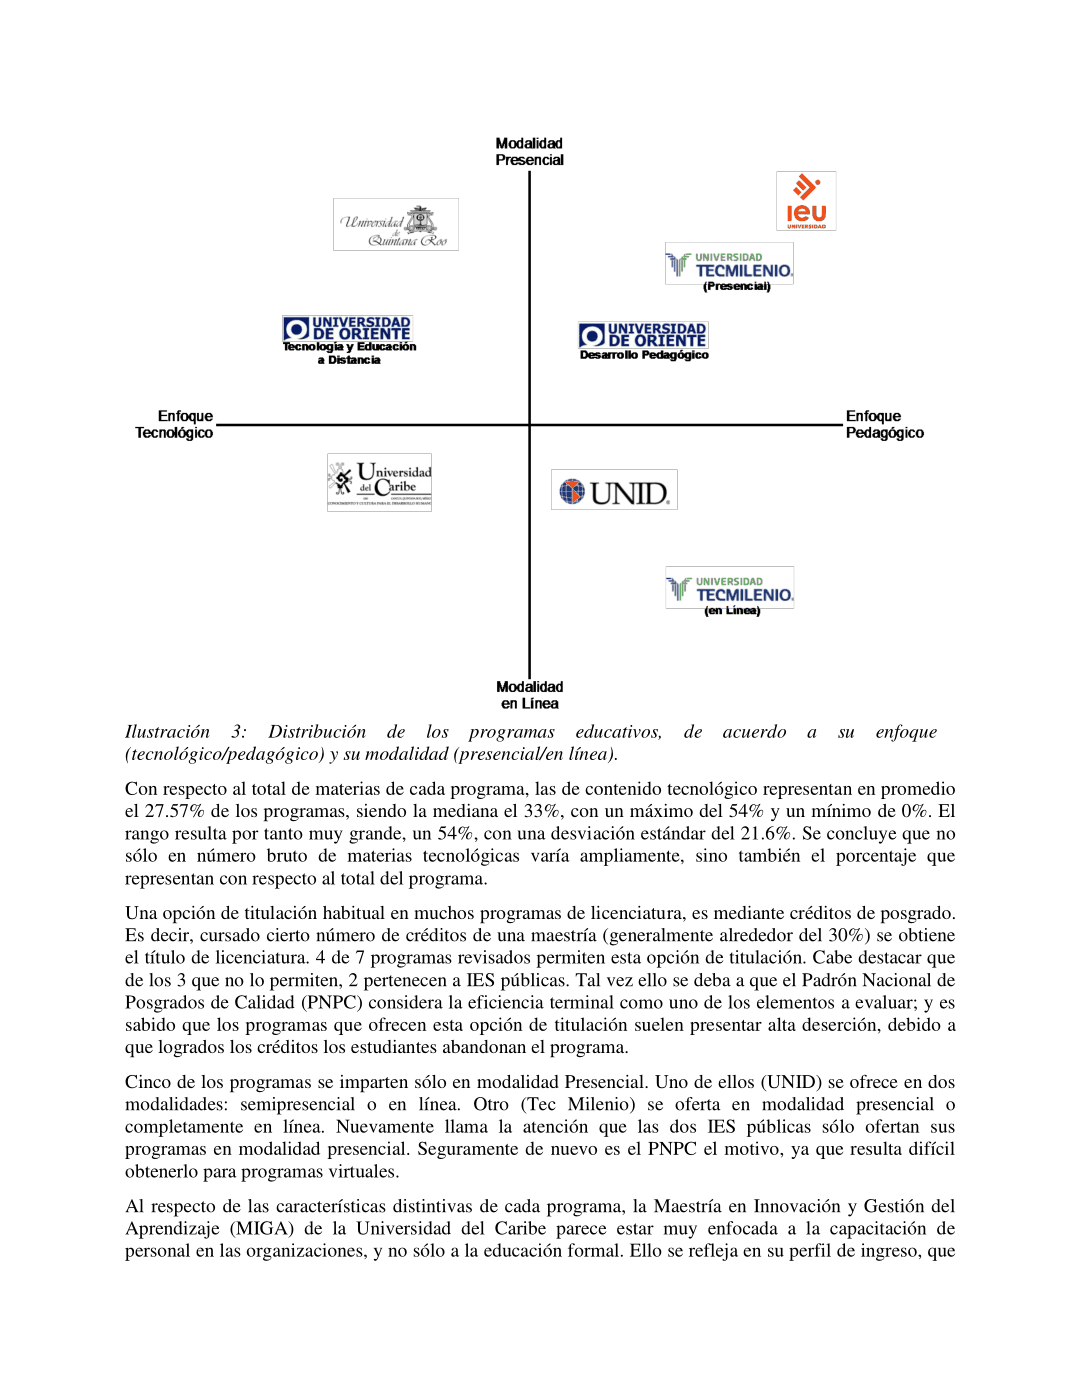 Modalidad
Presencial
ieu
UNIVERSIDAD
Universidad
de
Quintana Roo
UNIVERSIDAD
TECMILENIO.
(Presencial)
UNIVERSIDAD
DE ORIENTE
Tecnología y Educación
a Distancia
UNIVERSIDAD
DE ORIENTE
Desarrollo Pedagógico
Enfoque
Tecnológico
Enfoque
Pedagógico
Universidad
del Caribe
CONOCIMIENTO Y CULTURA PARA EL DESARROLLO HUMANO
UNID®
UNIVERSIDAD
TECMILENIO.
(en Línea)
Modalidad
en Línea
Ilustración 3: Distribución de los programas educativos, de acuerdo a su enfoque
(tecnológico/pedagógico) y su modalidad (presencial/en línea).
Con respecto al total de materias de cada programa, las de contenido tecnológico representan en promedio
el 27.57% de los programas, siendo la mediana el 33%, con un máximo del 54% y un mínimo de 0%. El
rango resulta por tanto muy grande, un 54%, con una desviación estándar del 21.6%. Se concluye que no
sólo en número bruto de materias tecnológicas varía ampliamente, sino también el porcentaje que
representan con respecto al total del programa.
Una opción de titulación habitual en muchos programas de licenciatura, es mediante créditos de posgrado.
Es decir, cursado cierto número de créditos de una maestría (generalmente alrededor del 30%) se obtiene
el título de licenciatura. 4 de 7 programas revisados permiten esta opción de titulación. Cabe destacar que
de los 3 que no lo permiten, 2 pertenecen a IES públicas. Tal vez ello se deba a que el Padrón Nacional de
Posgrados de Calidad (PNPC) considera la eficiencia terminal como uno de los elementos a evaluar; y es
sabido que los programas que ofrecen esta opción de titulación suelen presentar alta deserción, debido a
que logrados los créditos los estudiantes abandonan el programa.
Cinco de los programas se imparten sólo en modalidad Presencial. Uno de ellos (UNID) se ofrece en dos
modalidades: semipresencial o en línea. Otro (Tec Milenio) se oferta en modalidad presencial o
completamente en línea. Nuevamente llama la atención que las dos IES públicas sólo ofertan sus
programas en modalidad presencial. Seguramente de nuevo es el PNPC el motivo, ya que resulta difícil
obtenerlo para programas virtuales.
Al respecto de las características distintivas de cada programa, la Maestría en Innovación y Gestión del
Aprendizaje (MIGA) de la Universidad del Caribe parece estar muy enfocada a la capacitación de
personal en las organizaciones, y no sólo a la educación formal. Ello se refleja en su perfil de ingreso, que